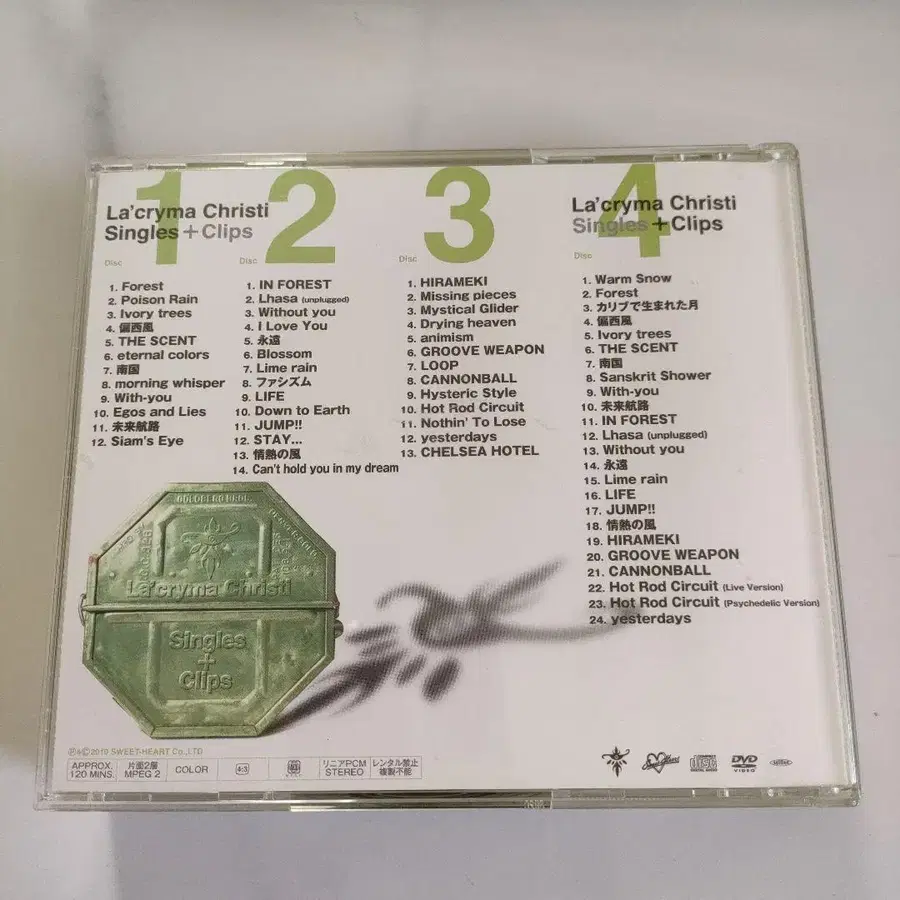 1
La'cryma Christi
Singles+Clips
Disc
1. Forest
2. Poison Rain
3. Ivory trees
4. 偏西風
5. THE SCENT
6. eternal colors
7. 南国
8. morning whisper
9. With-you
10. Egos and Lies
11. 未来航路
12. Siam's Eye
2
Disc
1. IN FOREST
2. Lhasa (unplugged)
3. Without you
4. I Love You
5. 永遠
6. Blossom
7. Lime rain
8. ファシズム
9. LIFE
10. Down to Earth
11. JUMP!!
12. STAY...
13. 情熱の風
14. Can't hold you in my dream
3
Disc
1. HIRAMEKI
2. Missing pieces
3. Mystical Glider
4. Drying heaven
5. animism
6. GROOVE WEAPON
7. LOOP
8. CANNONBALL
9. Hysteric Style
10. Hot Rod Circuit
11. Nothin' To Lose
12. yesterdays
13. CHELSEA HOTEL
4
La'cryma Christi
Singles+Clips
Disc
1. Warm Snow
2. Forest
3. カリブで生まれた月
4. 偏西風
5. Ivory trees
6. THE SCENT
7. 南国
8. Sanskrit Shower
9. With-you
10. 未来航路
11. IN FOREST
12. Lhasa (unplugged)
13. Without you
14. 永遠
15. Lime rain
16. LIFE
17. JUMP!!
18. 情熱の風
19. HIRAMEKI
20. GROOVE WEAPON
21. CANNONBALL
22. Hot Rod Circuit (Live Version)
23. Hot Rod Circuit (Psychedelic Version)
24. yesterdays
GOLDBERG BROS.
La'cryma Christi
Singles
+
Clips
℗&©2010 SWEET-HEART Co.,LTD
APPROX.
120 MINS.
片面2層
MPEG 2
COLOR
4:3
リニアPCM
STEREO
レンタル禁止
複製不能
Sweet Heart
COMPACT
disc
DIGITAL AUDIO
DVD
VIDEO